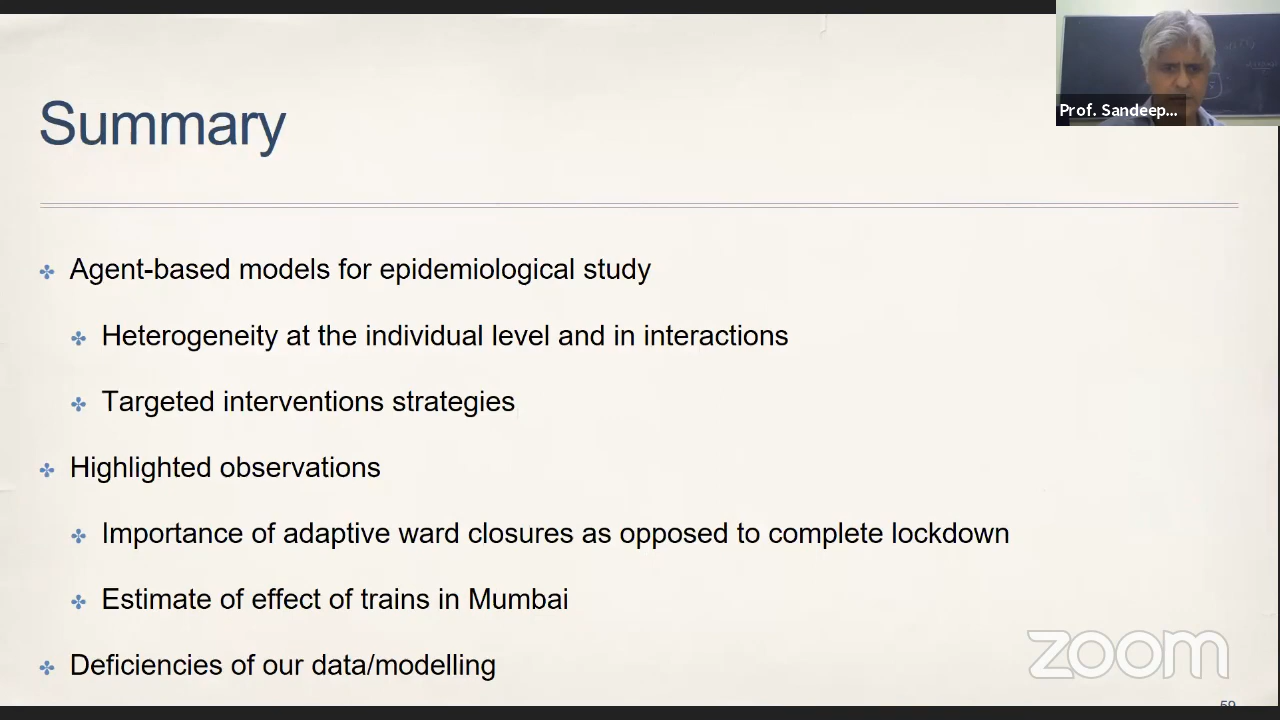 Summary
Prof. Sandeep...
Agent-based models for epidemiological study
Heterogeneity at the individual level and in interactions
Targeted interventions strategies
Highlighted observations
Importance of adaptive ward closures as opposed to complete lockdown
Estimate of effect of trains in Mumbai
Deficiencies of our data/modelling
zoom